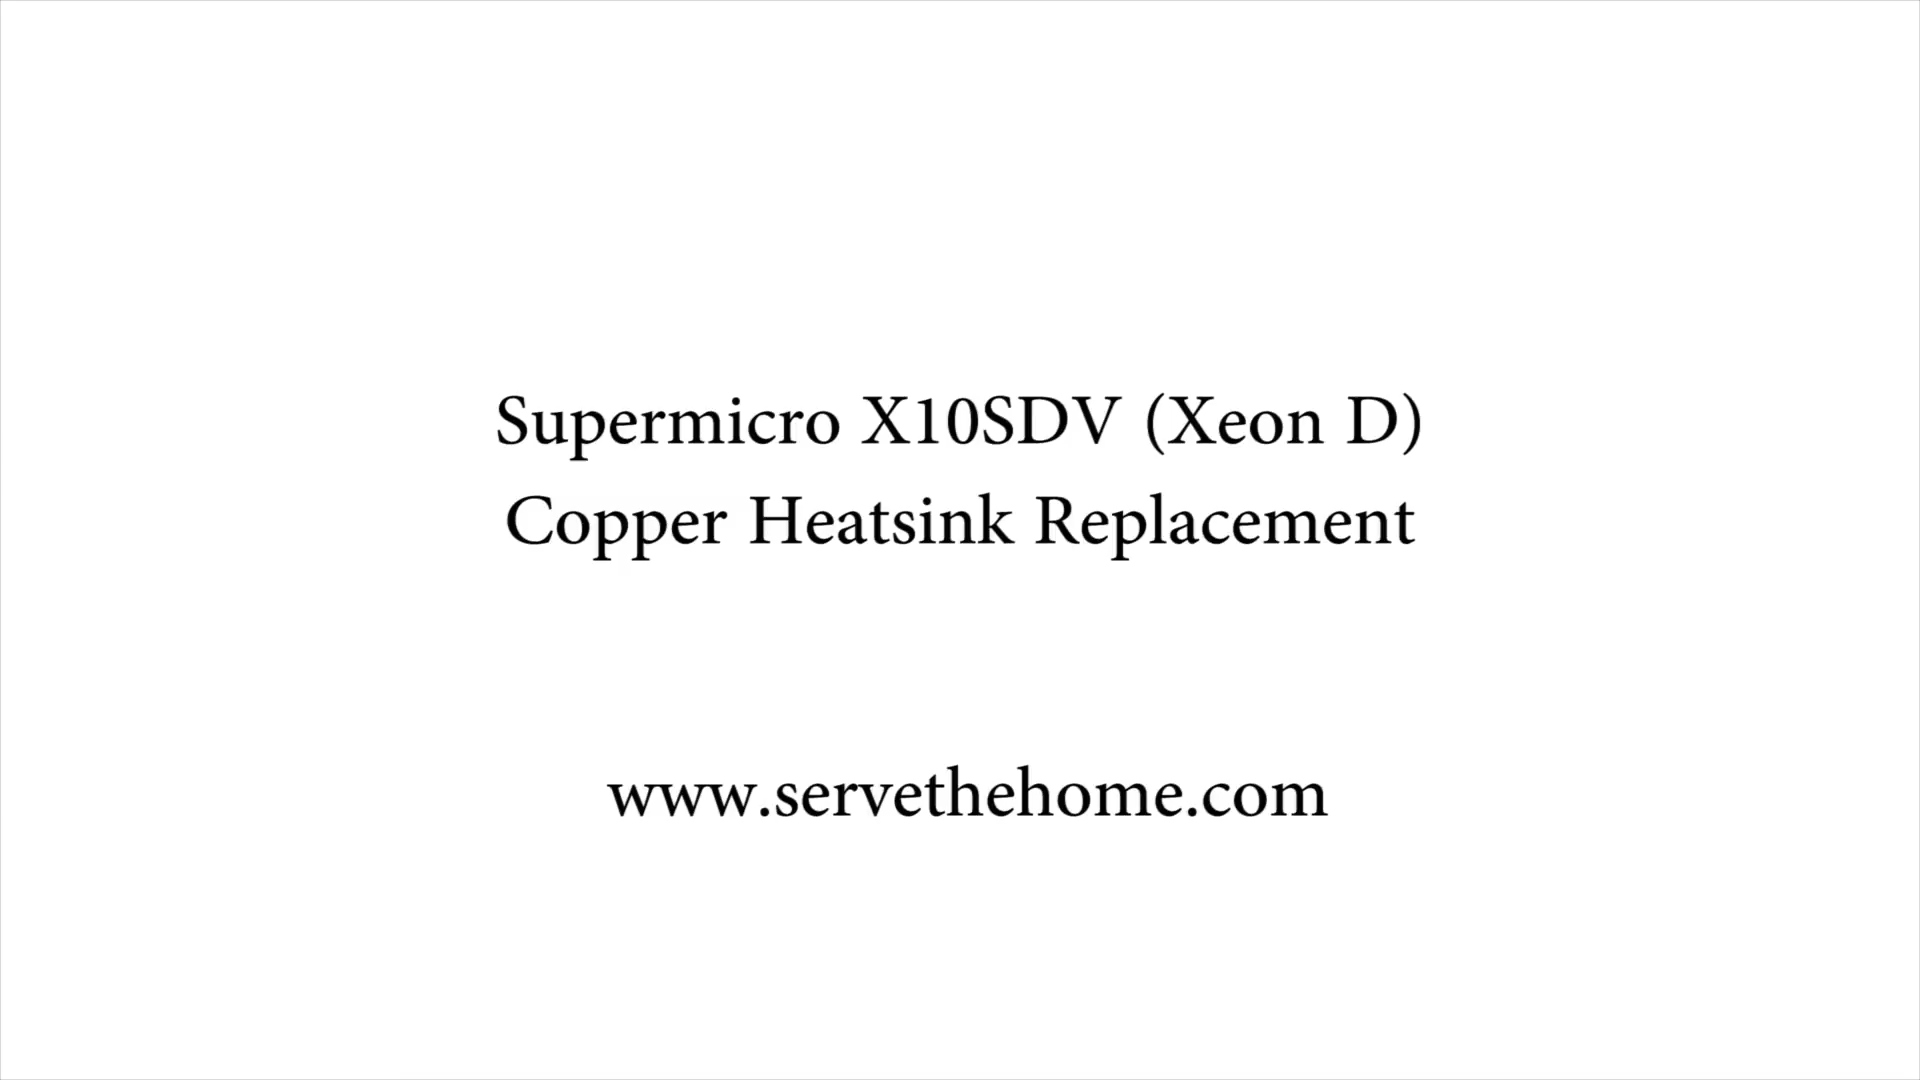 Supermicro X10SDV (Xeon D)
Copper Heatsink Replacement
www.servethehome.com